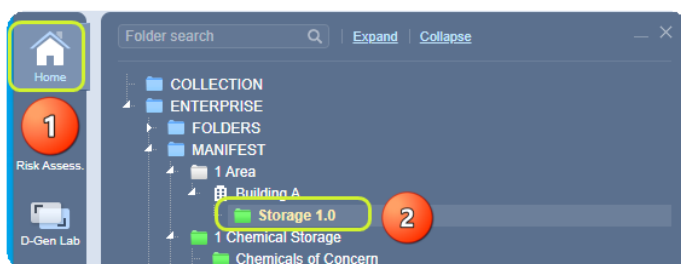 Folder search
Expand
Collapse
Home
1
Risk Assess.
D-Gen Lab
COLLECTION
ENTERPRISE
FOLDERS
MANIFEST
1 Area
Building A
Storage 1.0
2
1 Chemical Storage
Chemicals of Concern